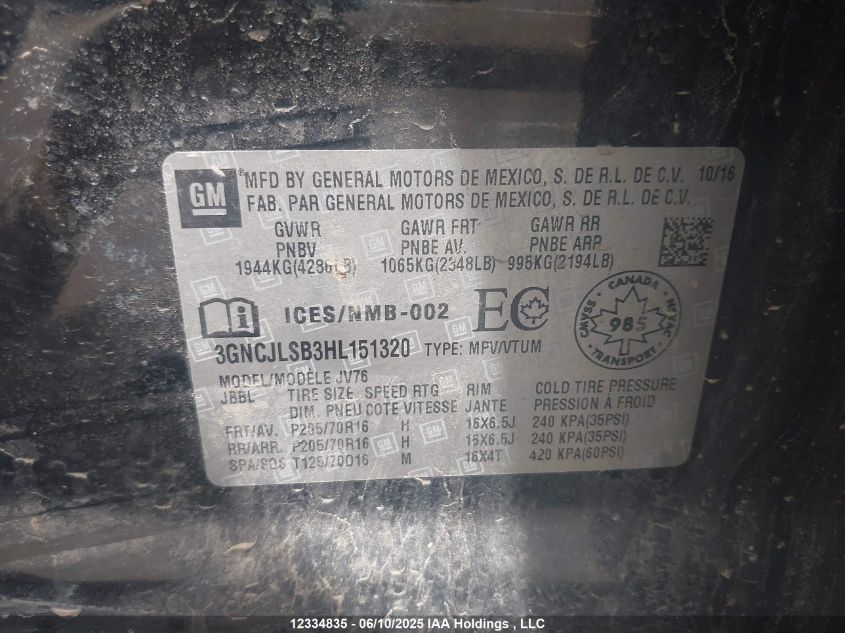 GM ® MFD BY GENERAL MOTORS DE MEXICO, S. DE R.L. DE C.V. 10/16
FAB. PAR GENERAL MOTORS DE MEXICO, S. DE R.L. DE C.V.
GVWR GAWR FRT GAWR RR
PNBV PNBE AV. PNBE ARR
1944KG(4286LB) 1065KG(2348LB) 995KG(2194LB)
ICES/NMB-002 EC
CANADA
985
TRANSPORT
3GNCJLSB3HL151320 TYPE: MPV/VTUM
MODEL/MODELE JV76
JBBL TIRE SIZE SPEED RTG RIM COLD TIRE PRESSURE
DIM. PNEU COTE VITESSE JANTE PRESSION À FROID
FRT/AV. P205/70R16 H 16X6.5J 240 KPA(35PSI)
RR/ARR. P205/70R16 H 16X6.5J 240 KPA(35PSI)
SPA/SOS T125/70D16 M 16X4T 420 KPA(60PSI)
12334835 - 06/10/2025 IAA Holdings , LLC